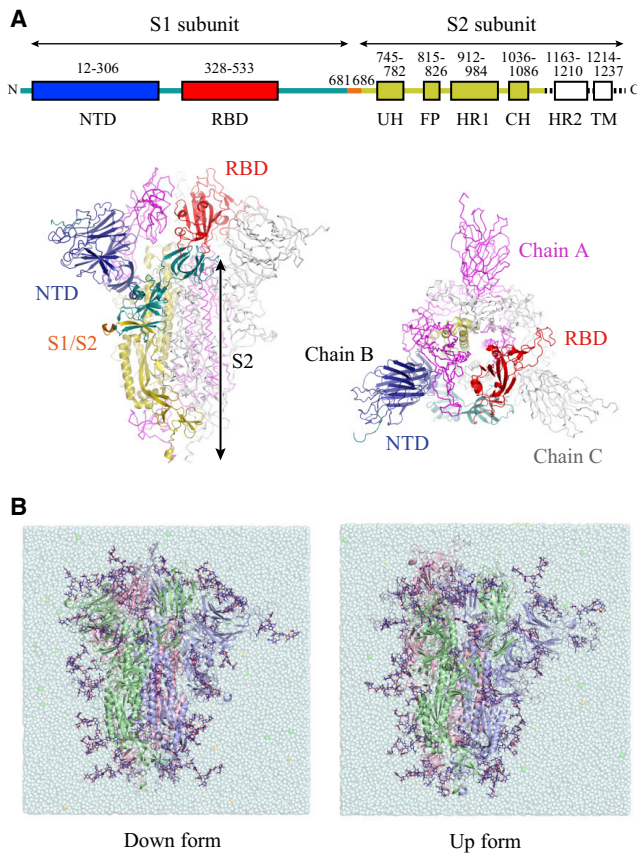 A
S1 subunit S2 subunit
745- 815- 912- 1036- 1163- 1214-
12-306 328-533 782 826 984 1086 1210 1237
N 681 686 C
NTD RBD UH FP HR1 CH HR2 TM
RBD
NTD
S1/S2
S2
Chain A
RBD
Chain B
NTD
Chain C
B
Down form Up form